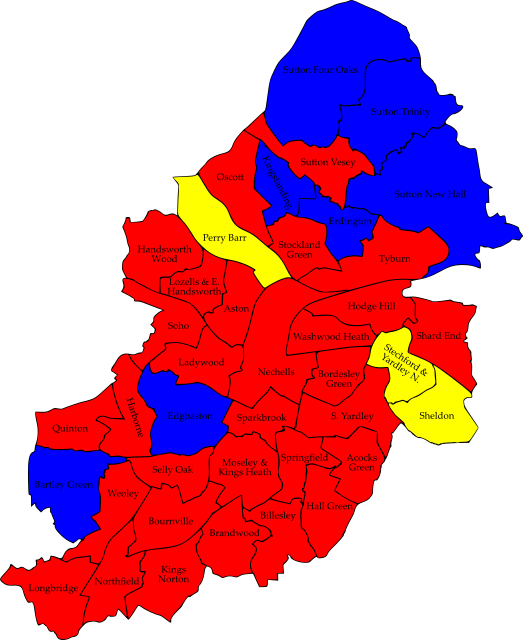 Sutton Four Oaks
Sutton Trinity
Sutton Vesey
Sutton New Hall
Kingstanding
Oscott
Erdington
Perry Barr
Stockland
Green
Tyburn
Handsworth
Wood
Lozells & E.
Handsworth
Aston
Hodge Hill
Soho
Washwood Heath
Shard End
Stechford &
Yardley N.
Ladywood
Nechells
Bordesley
Green
Harborne
Edgbaston
Sparkbrook
S. Yardley
Sheldon
Quinton
Springfield
Acocks
Green
Moseley &
Kings Heath
Selly Oak
Bartley Green
Weeley
Hall Green
Billesley
Bournville
Brandwood
Kings
Norton
Northfield
Longbridge